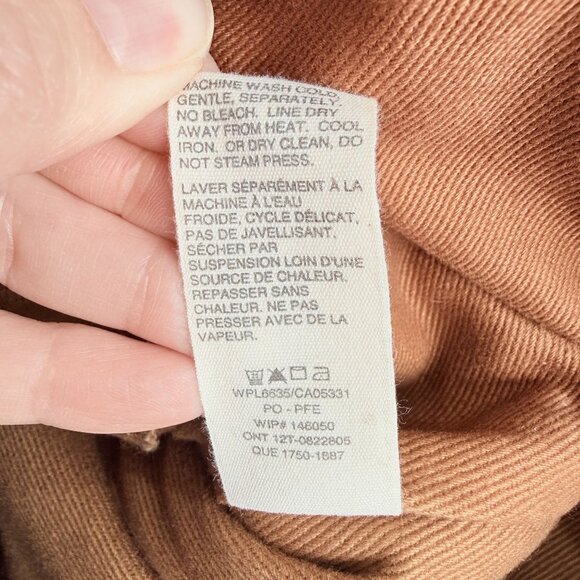 MACHINE WASH COLD,
GENTLE, SEPARATELY,
NO BLEACH. LINE DRY
AWAY FROM HEAT. COOL
IRON. OR DRY CLEAN, DO
NOT STEAM PRESS.
LAVER SÉPARÉMENT À LA
MACHINE À L'EAU
FROIDE, CYCLE DÉLICAT,
PAS DE JAVELLISANT,
SÉCHER PAR
SUSPENSION LOIN D'UNE
SOURCE DE CHALEUR.
REPASSER SANS
CHALEUR. NE PAS
PRESSER AVEC DE LA
VAPEUR.
WPL6635/CA05331
PO - PFE
WIP# 146050
ONT 12T-0822805
QUE 1750-1887